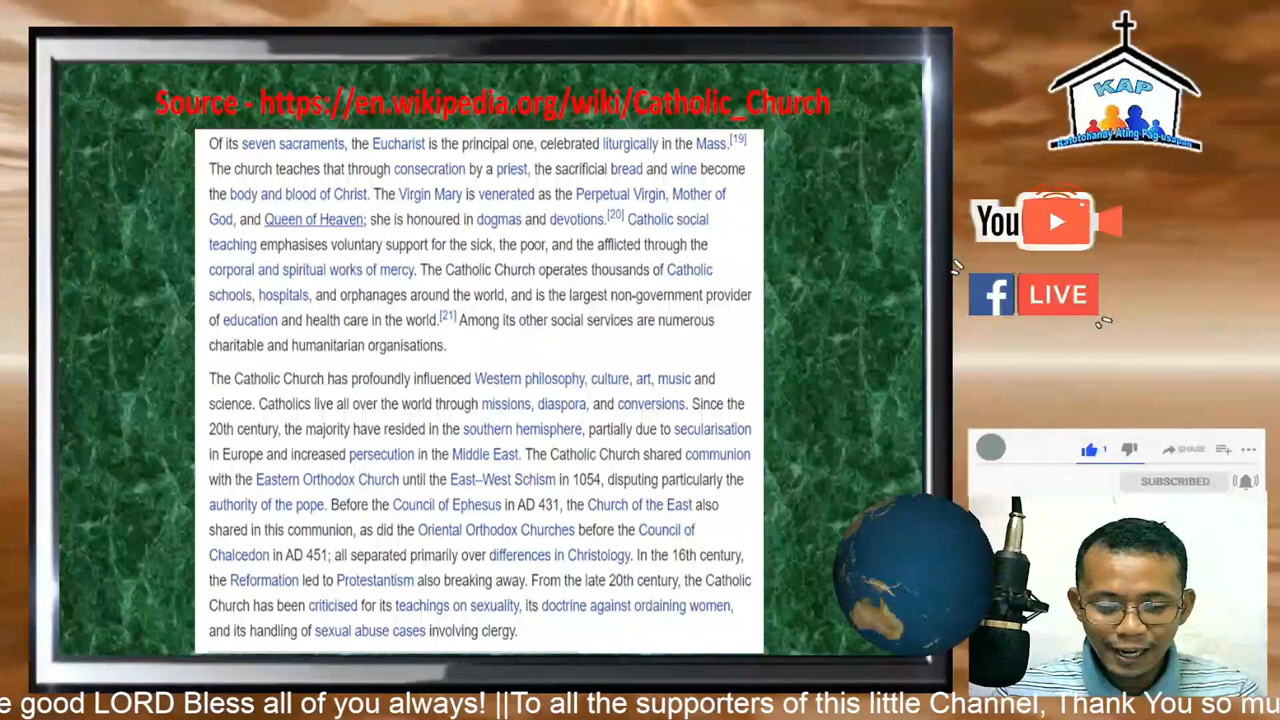 Source - https://en.wikipedia.org/wiki/Catholic_Church
Of its seven sacraments, the Eucharist is the principal one, celebrated liturgically in the Mass.[19]
The church teaches that through consecration by a priest, the sacrificial bread and wine become
the body and blood of Christ. The Virgin Mary is venerated as the Perpetual Virgin, Mother of
God, and Queen of Heaven; she is honoured in dogmas and devotions.[20] Catholic social
teaching emphasises voluntary support for the sick, the poor, and the afflicted through the
corporal and spiritual works of mercy. The Catholic Church operates thousands of Catholic
schools, hospitals, and orphanages around the world, and is the largest non-government provider
of education and health care in the world.[21] Among its other social services are numerous
charitable and humanitarian organisations.
The Catholic Church has profoundly influenced Western philosophy, culture, art, music and
science. Catholics live all over the world through missions, diaspora, and conversions. Since the
20th century, the majority have resided in the southern hemisphere, partially due to secularisation
in Europe and increased persecution in the Middle East. The Catholic Church shared communion
with the Eastern Orthodox Church until the East–West Schism in 1054, disputing particularly the
authority of the pope. Before the Council of Ephesus in AD 431, the Church of the East also
shared in this communion, as did the Oriental Orthodox Churches before the Council of
Chalcedon in AD 451; all separated primarily over differences in Christology. In the 16th century,
the Reformation led to Protestantism also breaking away. From the late 20th century, the Catholic
Church has been criticised for its teachings on sexuality, its doctrine against ordaining women,
and its handling of sexual abuse cases involving clergy.
KAP
Katotohanay Ating Pag-usapan
You
f LIVE
1 SHARE
SUBSCRIBED
e good LORD Bless all of you always! ||To all the supporters of this little Channel, Thank You so mu